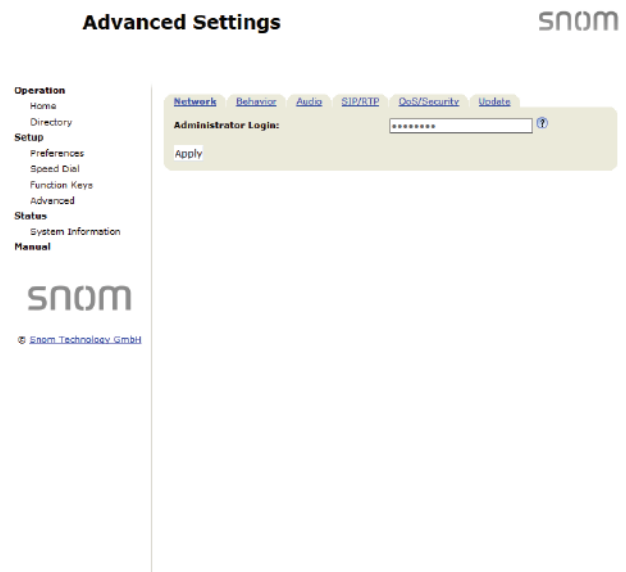 Advanced Settings
snom
Operation
Home
Directory
Setup
Preferences
Speed Dial
Function Keys
Advanced
Status
System Information
Manual
snom
© Snom Technology GmbH
Network Behavior Audio SIP/RTP QoS/Security Update
Administrator Login: ******** ?
Apply